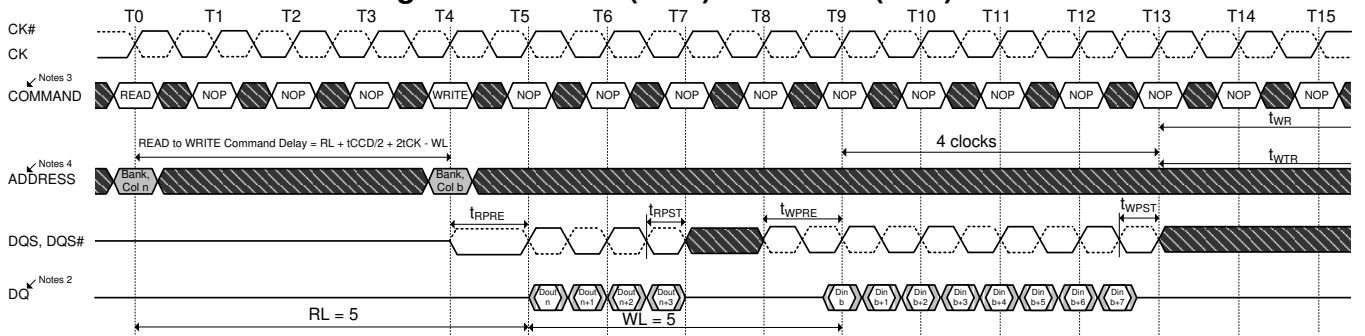 T0 T1 T2 T3 T4 T5 T6 T7 T8 T9 T10 T11 T12 T13 T14 T15
CK#
CK
Notes 3
COMMAND READ NOP NOP NOP WRITE NOP NOP NOP NOP NOP NOP NOP NOP NOP NOP NOP
tWR
READ to WRITE Command Delay = RL + tCCD/2 + 2tCK - WL
4 clocks
tWTR
Notes 4
ADDRESS
Bank, Col n
Bank, Col b
tRPRE tRPST tWPRE tWPST
DQS, DQS#
Notes 2
DQ
Dout n
Dout n+1
Dout n+2
Dout n+3
Din b
Din b+1
Din b+2
Din b+3
Din b+4
Din b+5
Din b+6
Din b+7
RL = 5 WL = 5